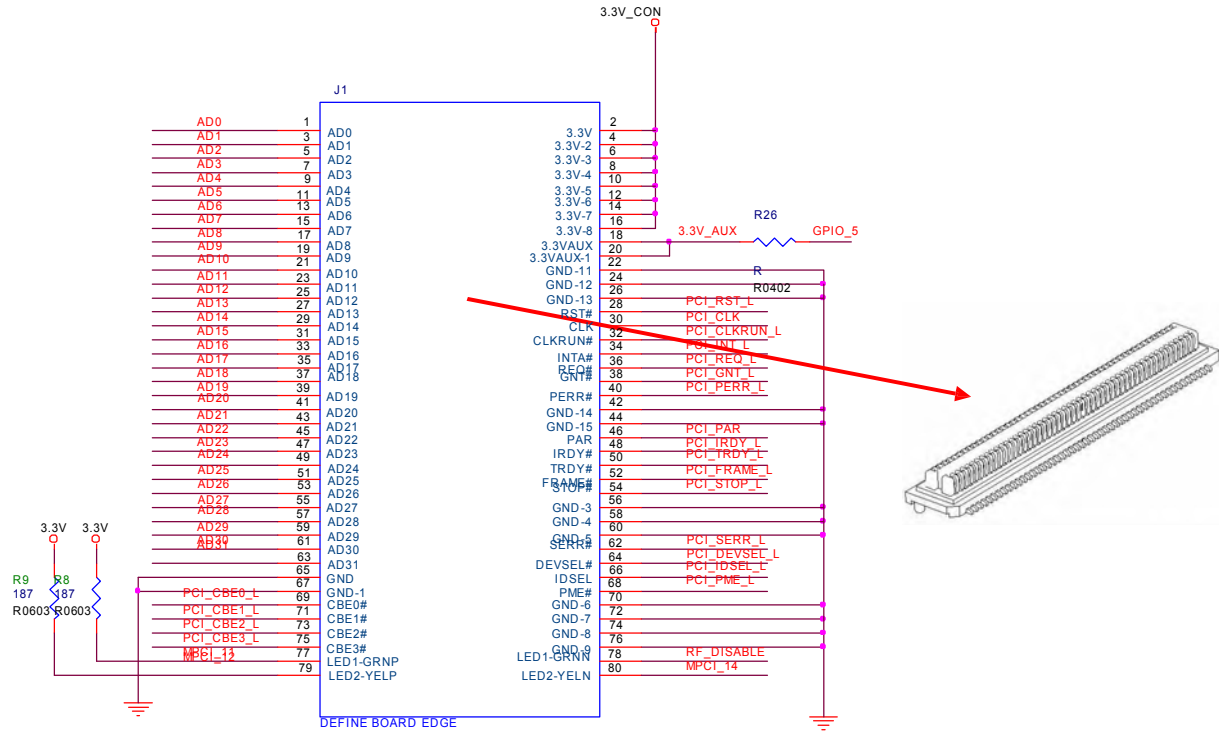 3.3V_CON
J1
AD0 1 AD0
AD1 3 AD1
AD2 5 AD2
AD3 7 AD3
AD4 9 AD4
AD5 11 AD5
AD6 13 AD6
AD7 15 AD7
AD8 17 AD8
AD9 19 AD9
AD10 21 AD10
AD11 23 AD11
AD12 25 AD12
AD13 27 AD13
AD14 29 AD14
AD15 31 AD15
AD16 33 AD16
AD17 35 AD17
AD18 37 AD18
AD19 39 AD19
AD20 41 AD20
AD21 43 AD21
AD22 45 AD22
AD23 47 AD23
AD24 49 AD24
AD25 51 AD25
AD26 53 AD26
AD27 55 AD27
AD28 57 AD28
AD29 59 AD29
AD30 61 AD30
AD31 63 AD31
65 GND
67 GND-1
PCI_CBE0_L 69 CBE0#
PCI_CBE1_L 71 CBE1#
PCI_CBE2_L 73 CBE2#
PCI_CBE3_L 75 CBE3#
MPCI_11 77 LED1-GRNP
MPCI_12 79 LED2-YELP
3.3V 3.3V
R9 R8
187 187
R0603 R0603
3.3V 2
3.3V-2 4
3.3V-3 6
3.3V-4 8
3.3V-5 10
3.3V-6 12
3.3V-7 14
3.3V-8 16
3.3VAUX 18 3.3V_AUX
3.3VAUX-1 20
R26
GPIO_5
R
R0402
GND-11 22
GND-12 24
GND-13 26
RST# 28 PCI_RST_L
CLK 30 PCI_CLK
CLKRUN# 32 PCI_CLKRUN_L
INTA# 34 PCI_INT_L
REQ# 36 PCI_REQ_L
GNT# 38 PCI_GNT_L
PERR# 40 PCI_PERR_L
GND-14 42
GND-15 44
PAR 46 PCI_PAR
IRDY# 48 PCI_IRDY_L
TRDY# 50 PCI_TRDY_L
FRAME# 52 PCI_FRAME_L
STOP# 54 PCI_STOP_L
GND-3 56
GND-4 58
GND-5 60
SERR# 62 PCI_SERR_L
DEVSEL# 64 PCI_DEVSEL_L
IDSEL 66 PCI_IDSEL_L
PME# 68 PCI_PME_L
GND-6 70
GND-7 72
GND-8 74
GND-9 76
LED1-GRNN 78 RF_DISABLE
LED2-YELN 80 MPCI_14
DEFINE BOARD EDGE